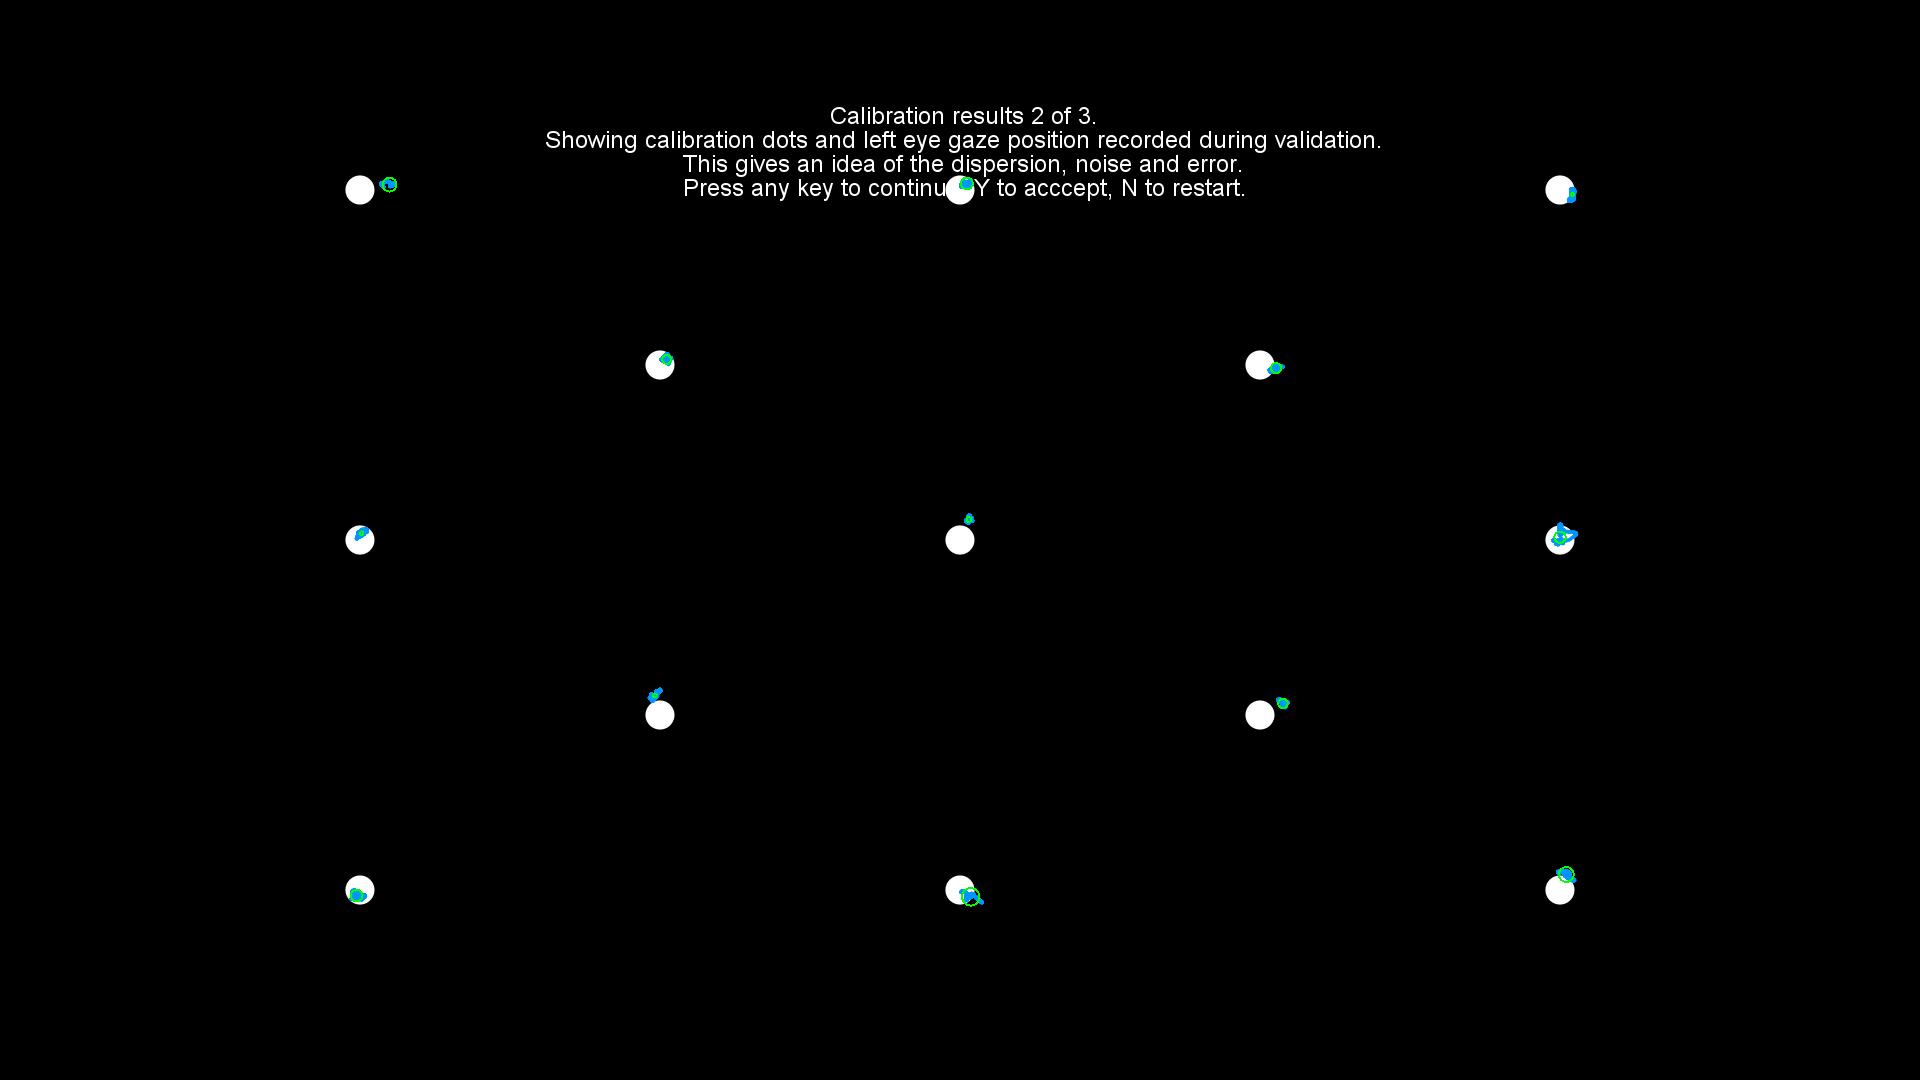 Calibration results 2 of 3.
Showing calibration dots and left eye gaze position recorded during validation.
This gives an idea of the dispersion, noise and error.
Press any key to continu Y to acccept, N to restart.